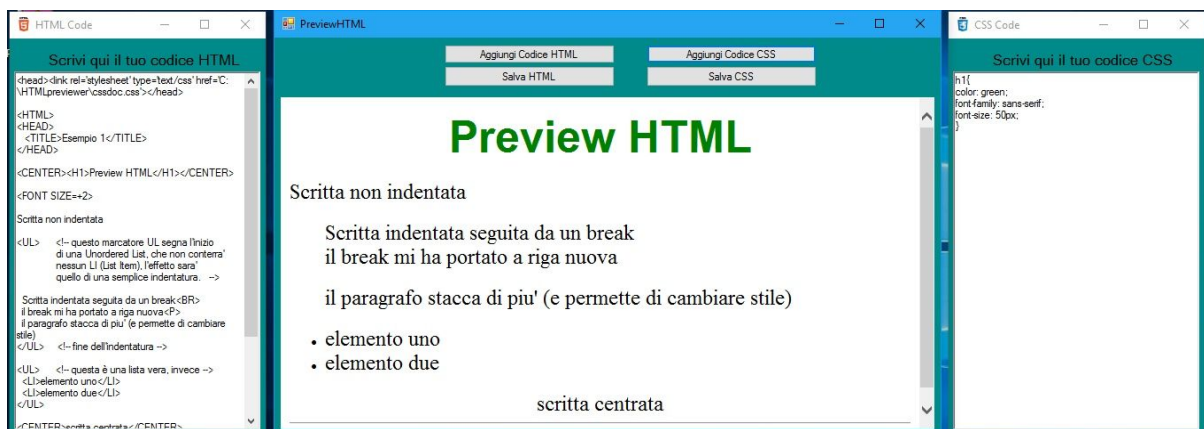 HTML Code
Scrivi qui il tuo codice HTML
<head><link rel='stylesheet' type='text/css' href='C:
\HTMLpreviewer\cssdoc.css'></head>
<HTML>
<HEAD>
<TITLE>Esempio 1</TITLE>
</HEAD>
<CENTER><H1>Preview HTML</H1></CENTER>
<FONT SIZE=+2>
Scritta non indentata
<UL> <!-- questo marcatore UL segna l'inizio
di una Unordered List, che non conterra'
nessun LI (List Item), l'effetto sara'
quello di una semplice indentatura. -->
Scritta indentata seguita da un break<BR>
il break mi ha portato a riga nuova<P>
il paragrafo stacca di piu' (e permette di cambiare
stile)
</UL> <!-- fine dell'indentatura -->
<UL> <!-- questa è una lista vera, invece -->
<LI>elemento uno</LI>
<LI>elemento due</LI>
</UL>
<CENTER>scritta centrata</CENTER>
PreviewHTML
Aggiungi Codice HTML
Aggiungi Codice CSS
Salva HTML
Salva CSS
Preview HTML
Scritta non indentata
Scritta indentata seguita da un break
il break mi ha portato a riga nuova
il paragrafo stacca di piu' (e permette di cambiare stile)
• elemento uno
• elemento due
scritta centrata
CSS Code
Scrivi qui il tuo codice CSS
h1{
color: green;
font-family: sans-serif;
font-size: 50px;
}